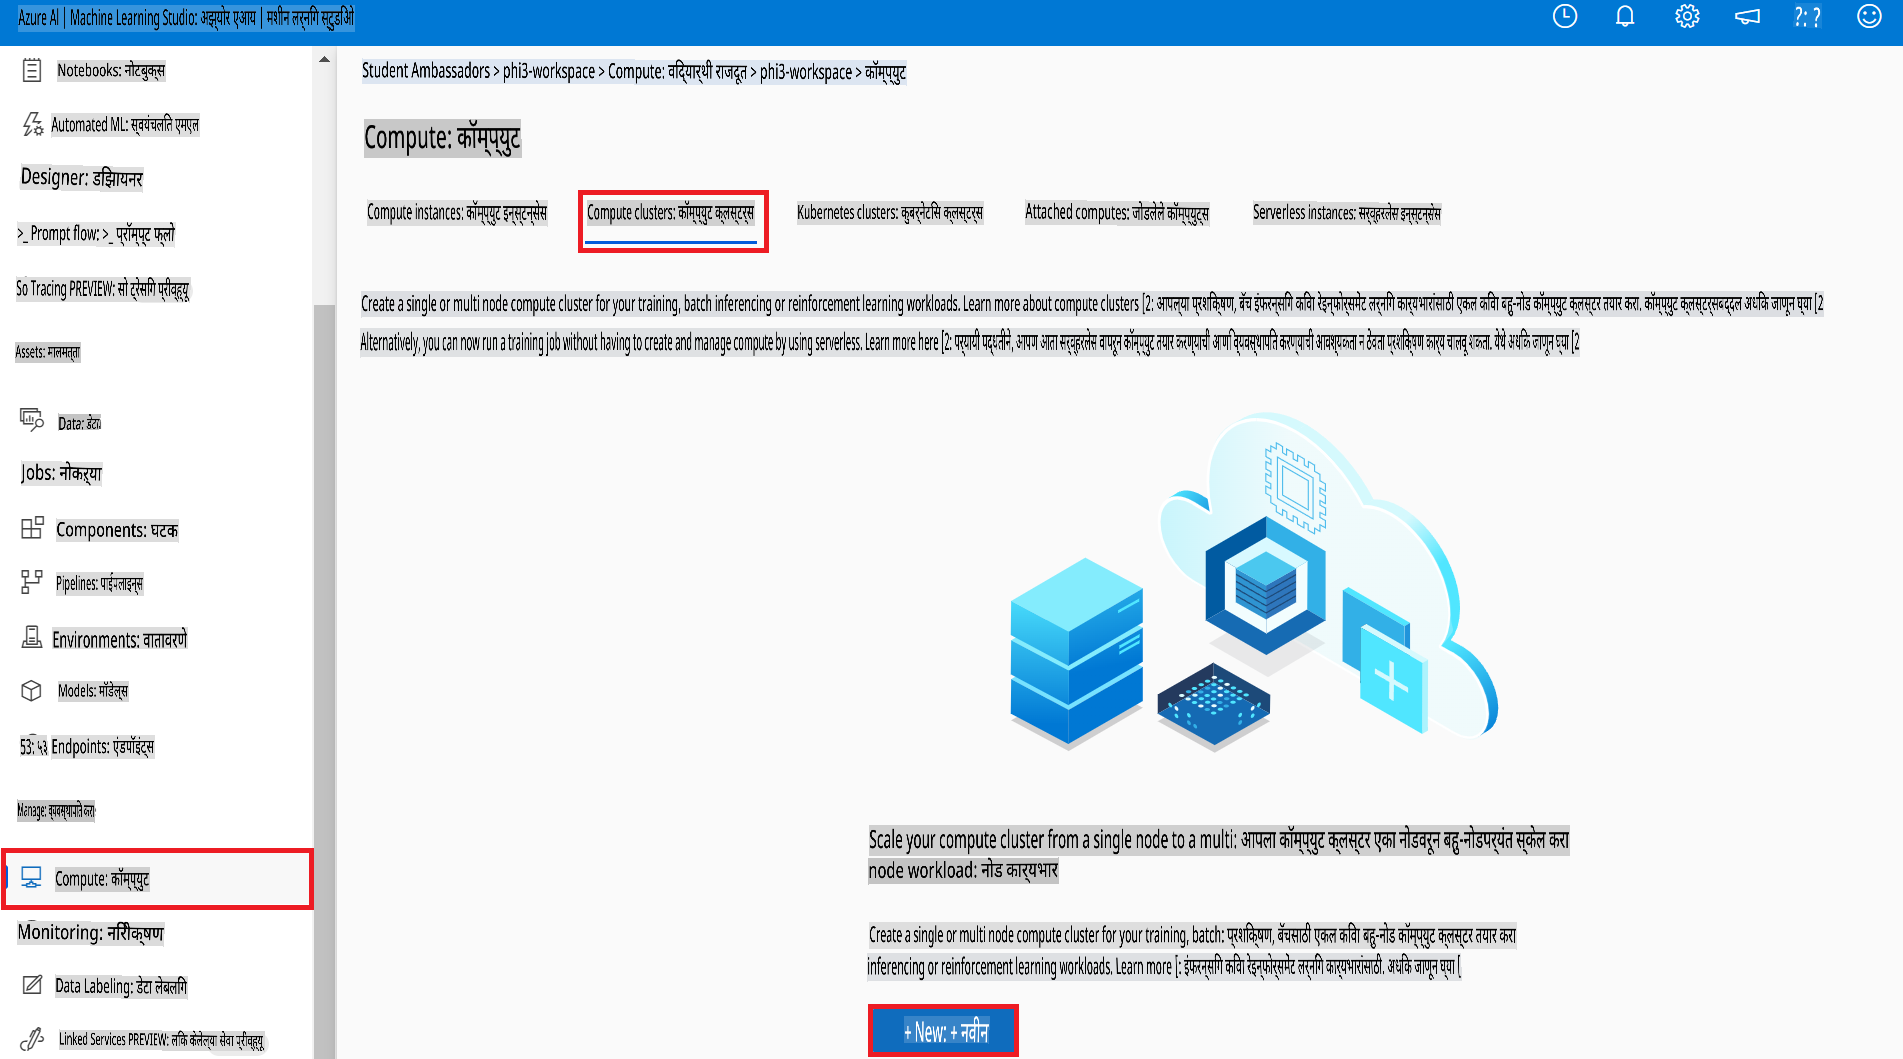 Azure AI | Machine Learning Studio: अझ्योर एआय | मशीन लर्निंग स्टुडिओ
?: ?
Notebooks: नोटबुक्स
Automated ML: स्वयंचलित एमएल
Designer: डिझायनर
>_ Prompt flow: >_ प्रॉम्प्ट फ्लो
Só Tracing PREVIEW: सो ट्रेसिंग प्रीव्ह्यू
Assets: मालमत्ता
Data: डेटा
Jobs: नोकऱ्या
Components: घटक
Pipelines: पाईपलाइन्स
Environments: वातावरणे
Models: मॉडेल्स
53: ५३ Endpoints: एंडपॉइंट्स
Manage: व्यवस्थापित करा
Compute: कॉम्प्युट
Monitoring: निरीक्षण
Data Labeling: डेटा लेबलिंग
Linked Services PREVIEW: लिंक केलेल्या सेवा प्रीव्ह्यू
Student Ambassadors > phi3-workspace > Compute: विद्यार्थी राजदूत > phi3-workspace > कॉम्प्युट
Compute: कॉम्प्युट
Compute instances: कॉम्प्युट इन्स्टन्सेस
Compute clusters: कॉम्प्युट क्लस्टर्स
Kubernetes clusters: कुबर्नेटिस क्लस्टर्स
Attached computes: जोडलेले कॉम्प्युट्स
Serverless instances: सर्व्हरलेस इन्स्टन्सेस
Create a single or multi node compute cluster for your training, batch inferencing or reinforcement learning workloads. Learn more about compute clusters [2: आपल्या प्रशिक्षण, बॅच इंफरन्सिंग किंवा रेइन्फोर्समेंट लर्निंग कार्यभारांसाठी एकल किंवा बहु-नोड कॉम्प्युट क्लस्टर तयार करा. कॉम्प्युट क्लस्टर्सबद्दल अधिक जाणून घ्या [2
Alternatively, you can now run a training job without having to create and manage compute by using serverless. Learn more here [2: पर्यायी पद्धतीने, आपण आता सर्व्हरलेस वापरून कॉम्प्युट तयार करण्याची आणि व्यवस्थापित करण्याची आवश्यकता न ठेवता प्रशिक्षण कार्य चालवू शकता. येथे अधिक जाणून घ्या [2
Scale your compute cluster from a single node to a multi: आपला कॉम्प्युट क्लस्टर एका नोडवरून बहु-नोडपर्यंत स्केल करा
node workload: नोड कार्यभार
Create a single or multi node compute cluster for your training, batch: प्रशिक्षण, बॅचसाठी एकल किंवा बहु-नोड कॉम्प्युट क्लस्टर तयार करा
inferencing or reinforcement learning workloads. Learn more [: इंफरन्सिंग किंवा रेइन्फोर्समेंट लर्निंग कार्यभारांसाठी. अधिक जाणून घ्या [
+ New: + नवीन